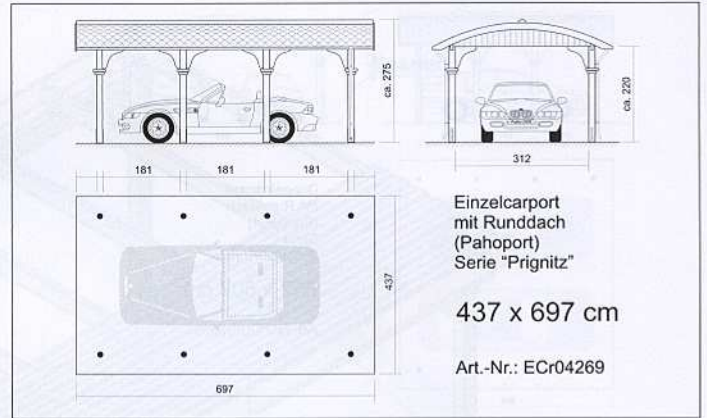 ca. 275
ca. 220
181
181
181
312
437
697
Einzelcarport
mit Runddach
(Pahoport)
Serie "Prignitz"
437 x 697 cm
Art.-Nr.: ECr04269